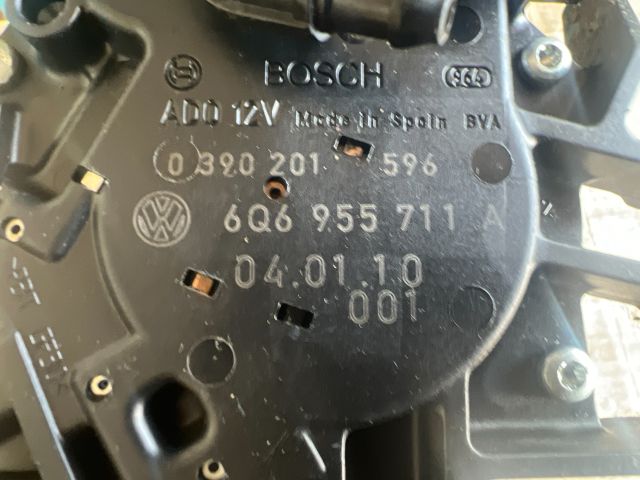 BOSCH
ADO 12V Made in Spain BVA
0 390 201 596
6Q6 955 711 A
04.01.10
001